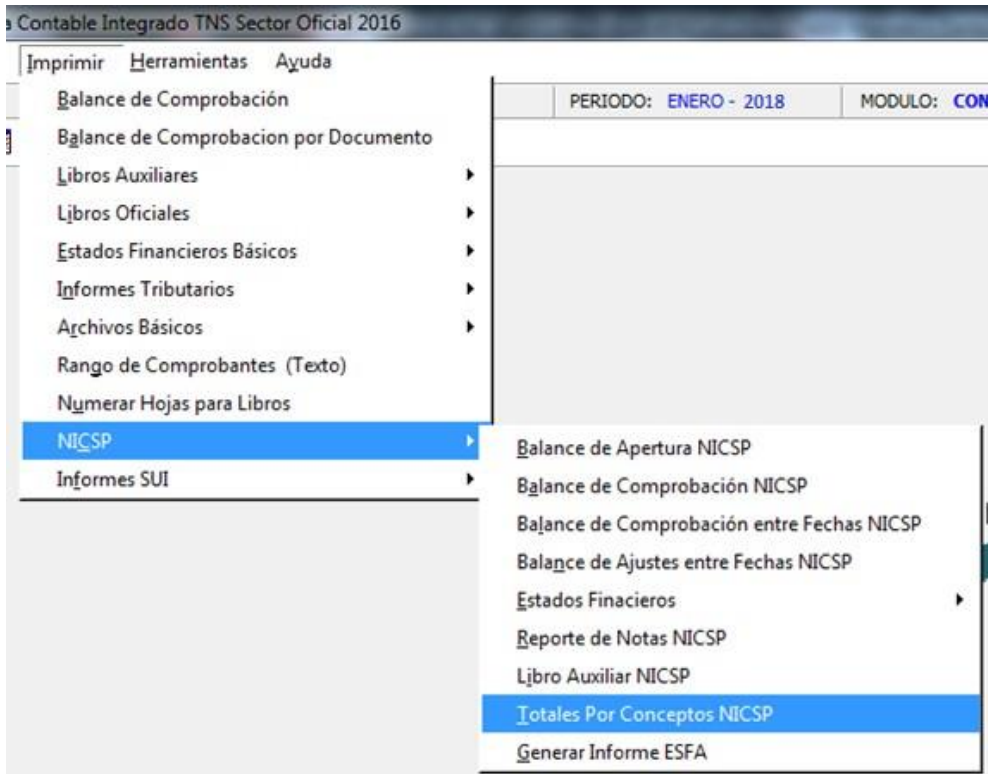 a Contable Integrado TNS Sector Oficial 2016
Imprimir Herramientas Ayuda
PERIODO: ENERO - 2018 MODULO: CON
Balance de Comprobación
Balance de Comprobacion por Documento
Libros Auxiliares
Libros Oficiales
Estados Financieros Básicos
Informes Tributarios
Archivos Básicos
Rango de Comprobantes (Texto)
Numerar Hojas para Libros
NICSP
Informes SUI
Balance de Apertura NICSP
Balance de Comprobación NICSP
Balance de Comprobación entre Fechas NICSP
Balance de Ajustes entre Fechas NICSP
Estados Finacieros
Reporte de Notas NICSP
Libro Auxiliar NICSP
Totales Por Conceptos NICSP
Generar Informe ESFA